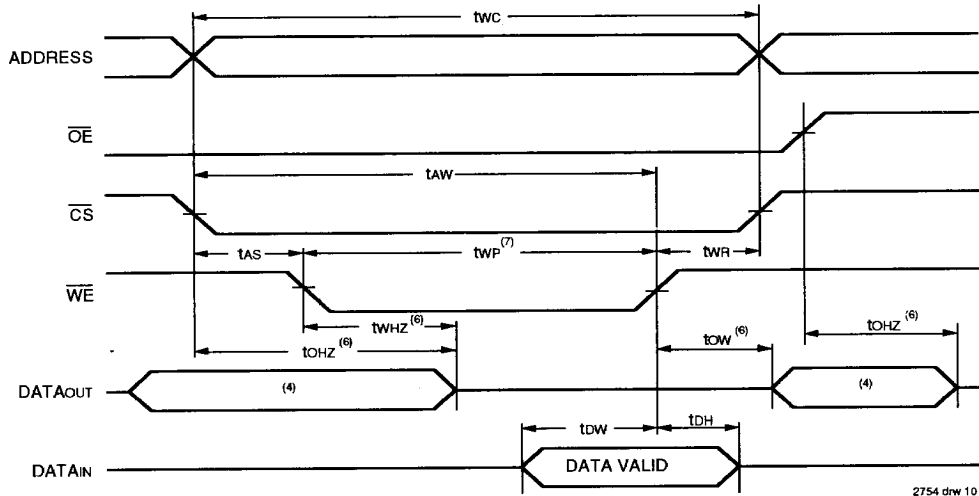 tWC
ADDRESS
OE
tAW
CS
tAS tWP(7) tWR
WE
tWHZ(6)
tOHZ(6) tOW(6) tOHZ(6)
DATAOUT (4) (4)
tDW tDH
DATAIN DATA VALID
2754 drw 10